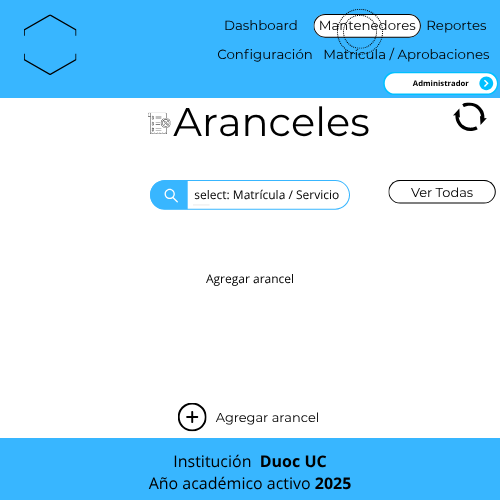 Dashboard Mantenedores Reportes
Configuración Matrícula / Aprobaciones
Administrador
Aranceles
select: Matrícula / Servicio
Ver Todas
Agregar arancel
Agregar arancel
Institución Duoc UC
Año académico activo 2025